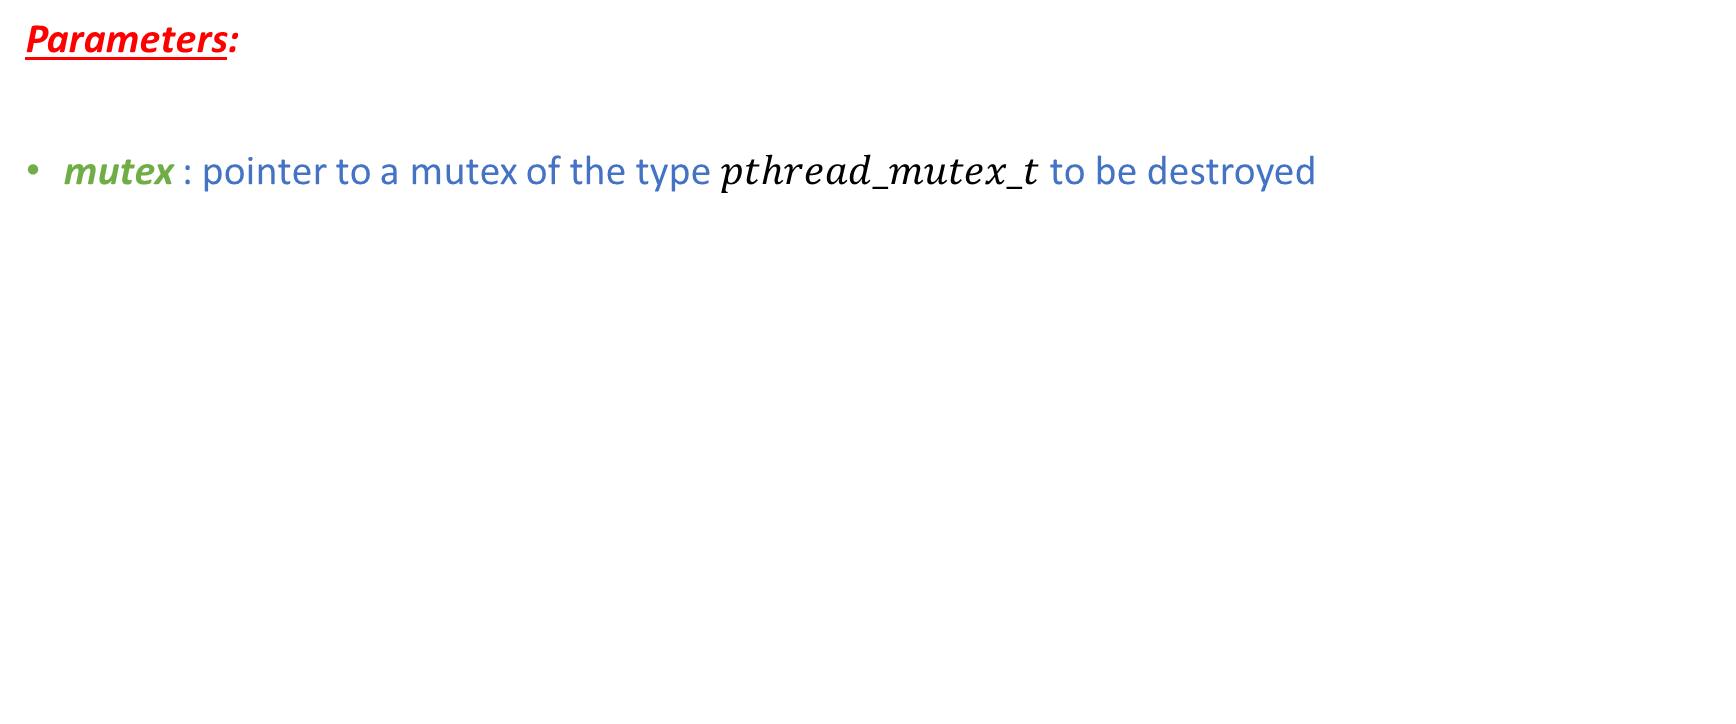 Parameters:
• mutex : pointer to a mutex of the type pthread_mutex_t to be destroyed